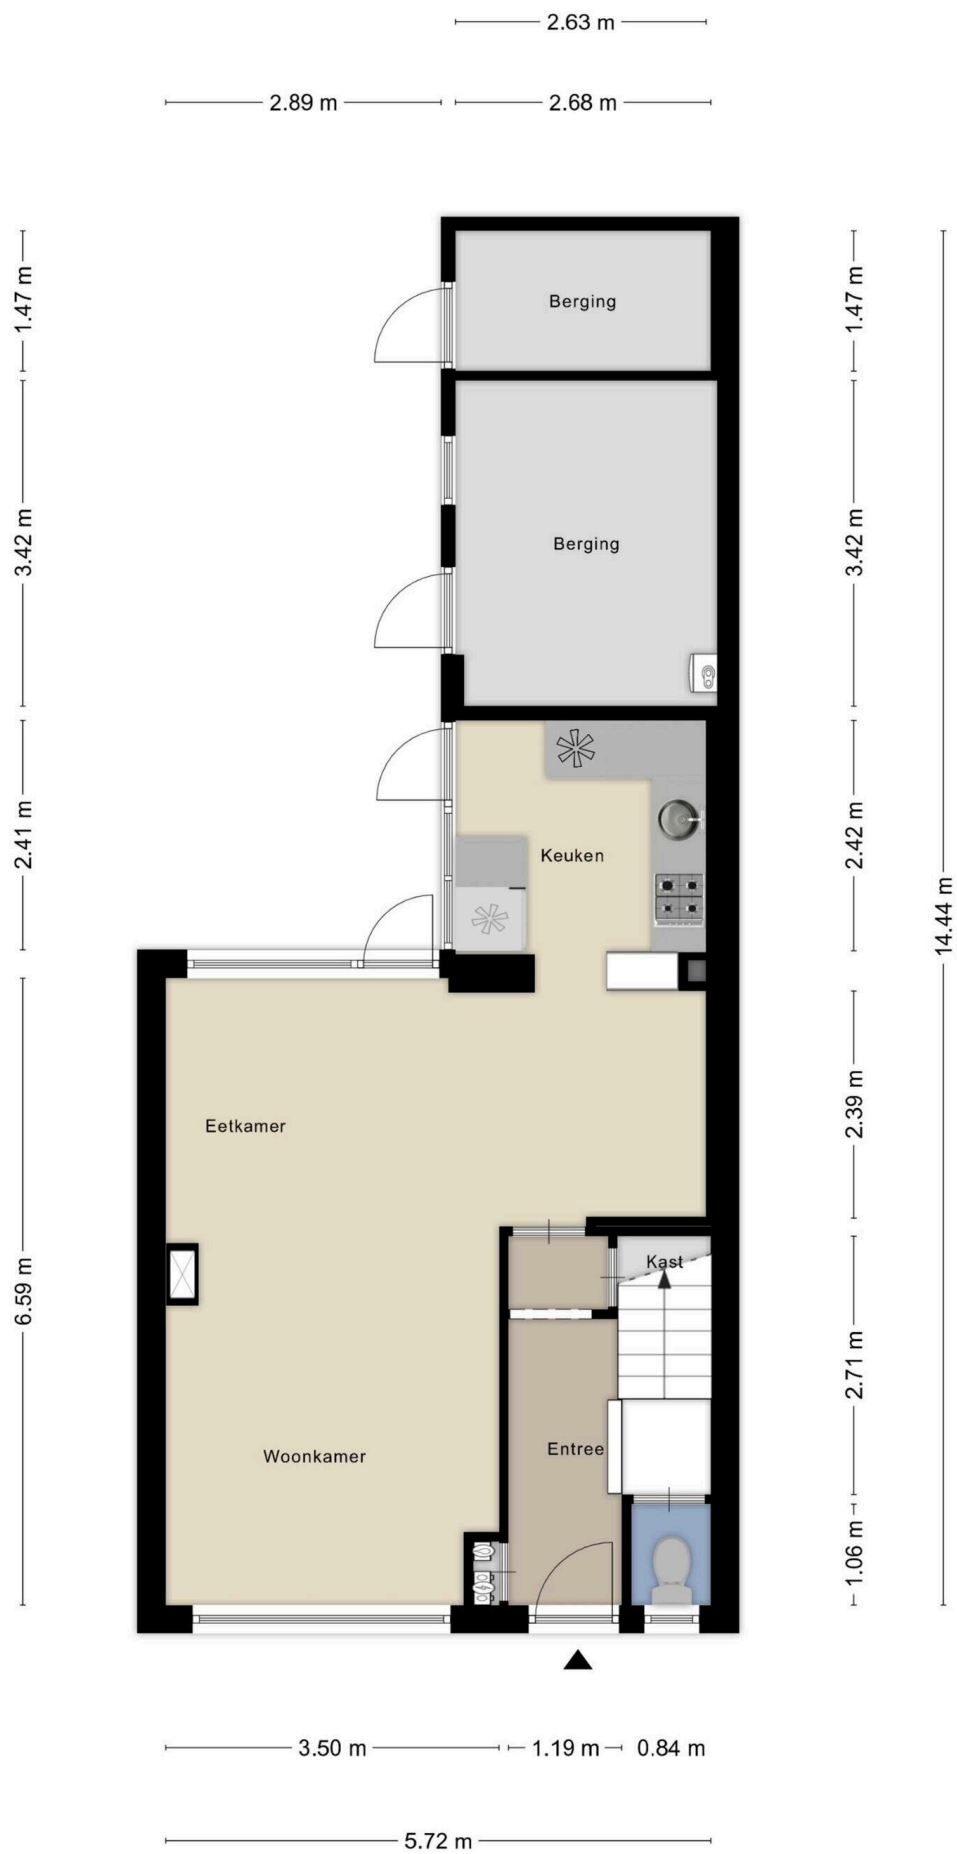 2.63 m
2.89 m
2.68 m
1.47 m
Berging
1.47 m
3.42 m
Berging
3.42 m
2.41 m
Keuken
2.42 m
14.44 m
Eetkamer
2.39 m
6.59 m
Kast
2.71 m
Woonkamer
Entree
1.06 m
3.50 m
1.19 m
0.84 m
5.72 m